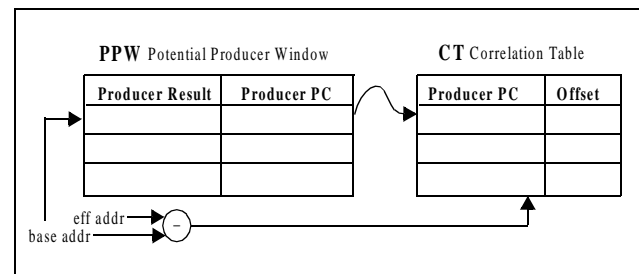 PPW Potential Producer Window
CT Correlation Table
Producer Result
Producer PC
Producer PC
Offset
eff addr
base addr
–